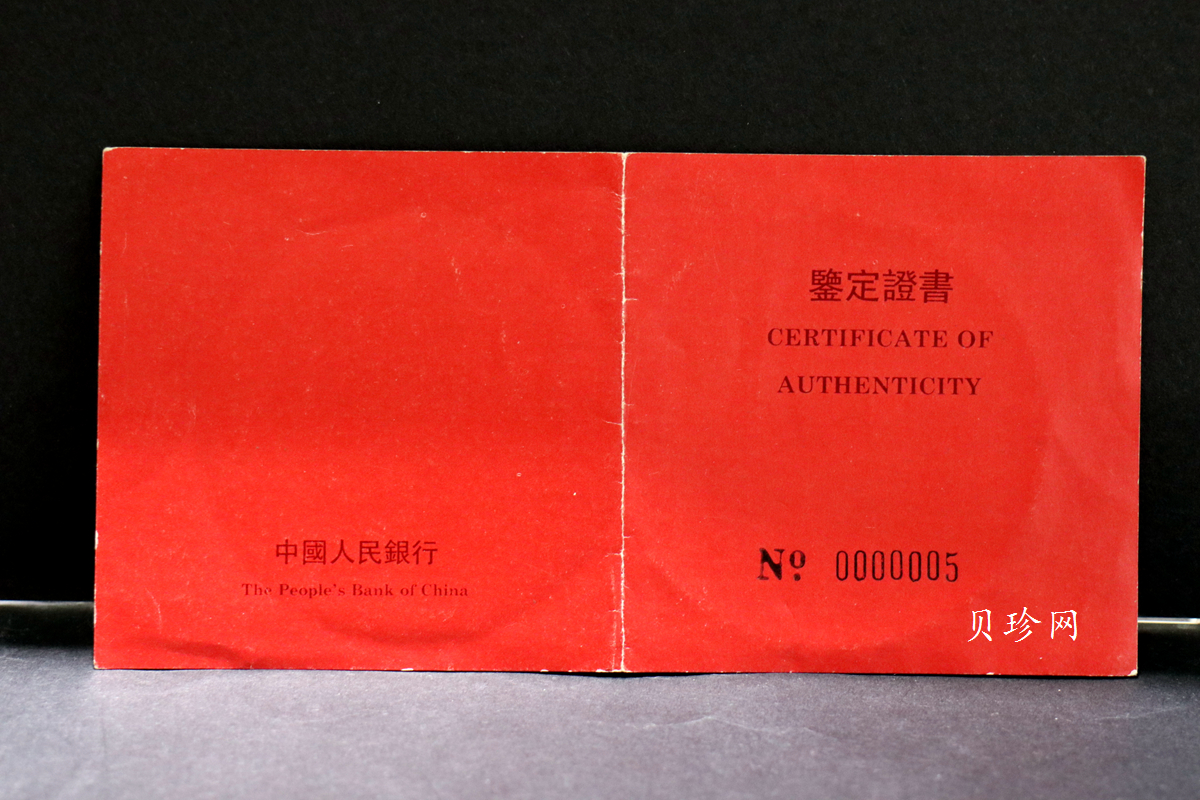 中國人民銀行
The People's Bank of China
鑒定證書
CERTIFICATE OF
AUTHENTICITY
Nº 0000005
贝珍网